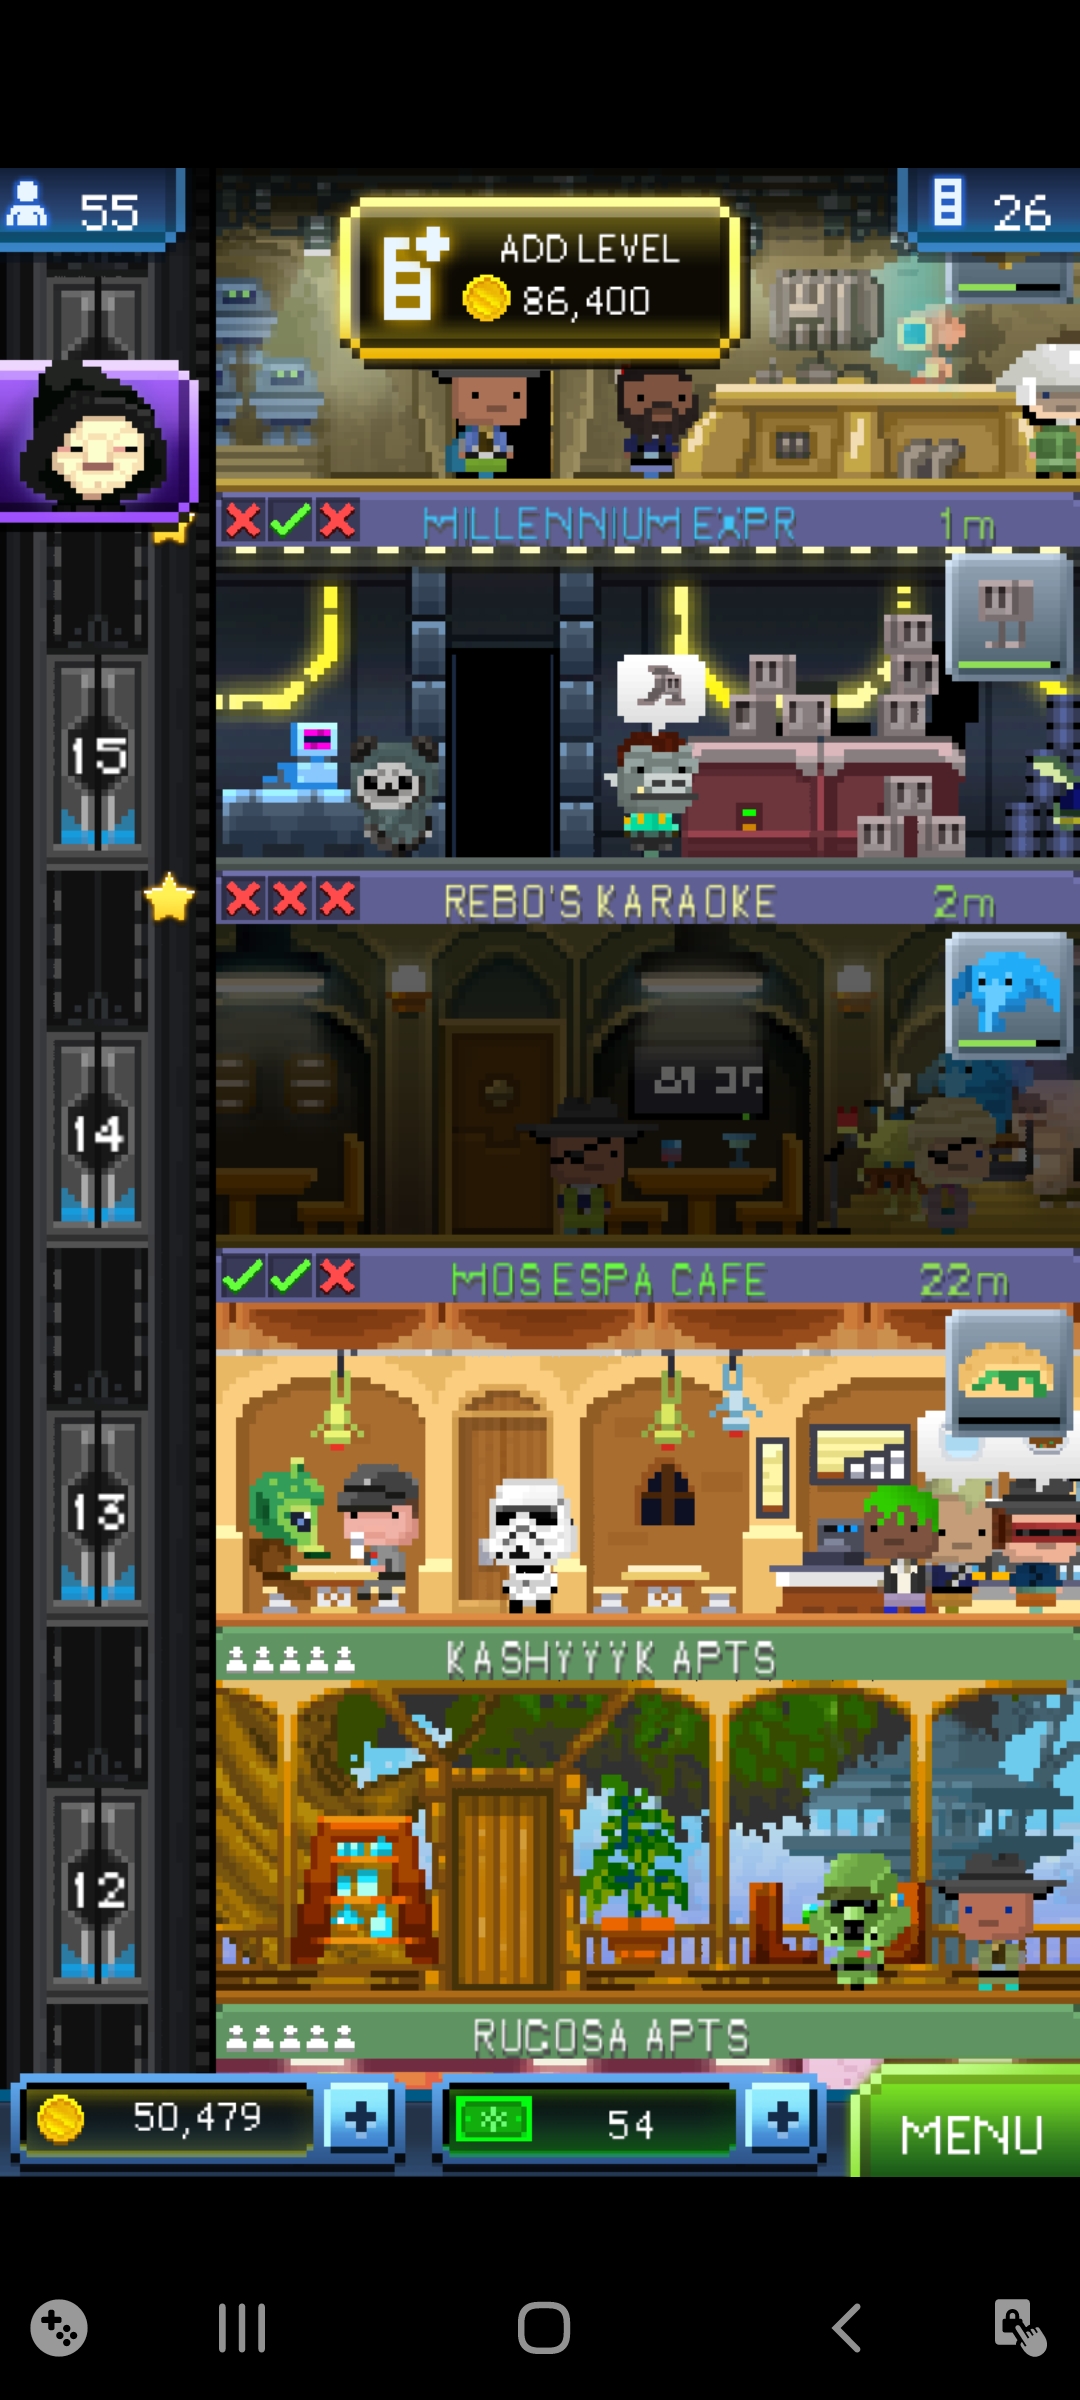 55
26
ADD LEVEL
86,400
MILLENNIUM EXPR 1m
15
REBO'S KARAOKE 2m
14
MOS ESPA CAFE 22m
13
KASHYYYK APTS
12
RUCOSA APTS
50,479
54
MENU